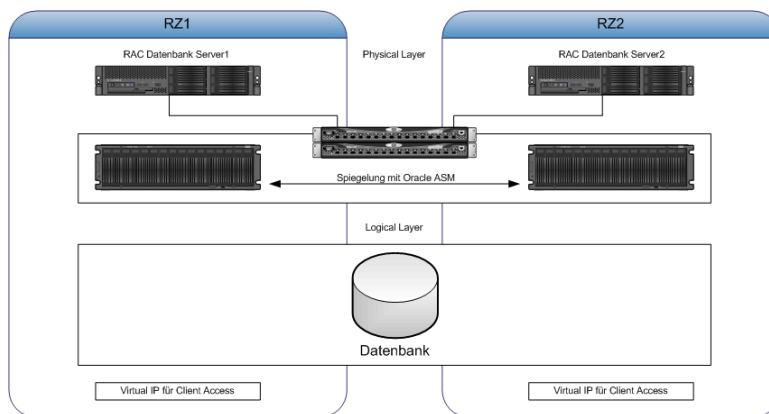 RZ1
RZ2
RAC Datenbank Server1
Physical Layer
RAC Datenbank Server2
Spiegelung mit Oracle ASM
Logical Layer
Datenbank
Virtual IP für Client Access
Virtual IP für Client Access